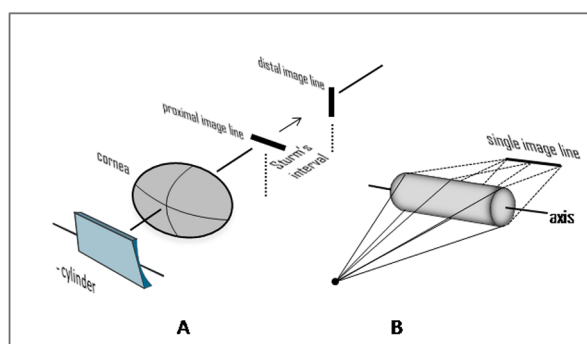 distal image line
proximal image line
Sturm's
interval
cornea
single image line
- cylinder
axis
A
B